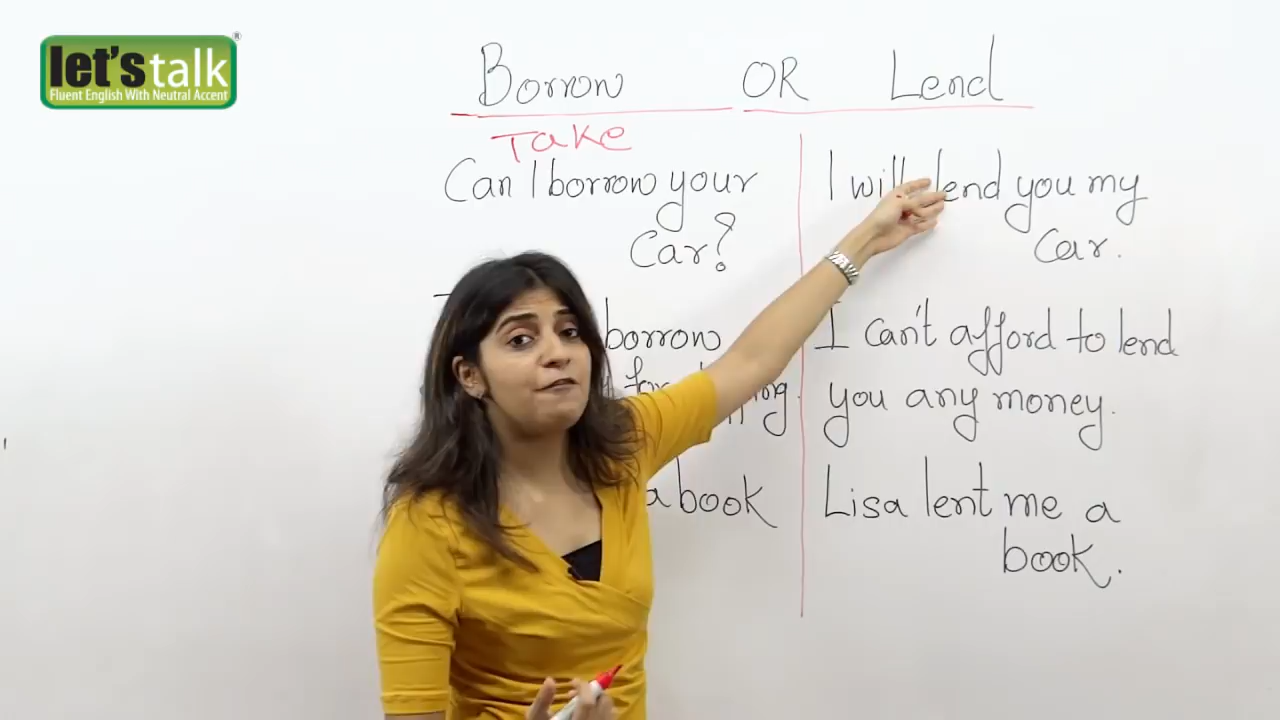 let's talk®
Fluent English With Neutral Accent
Borrow OR Lend
Take
Can I borrow your
Car?
borrow
a book
I will lend you my
Car.
I can't afford to lend
you any money.
Lisa lent me a
book.